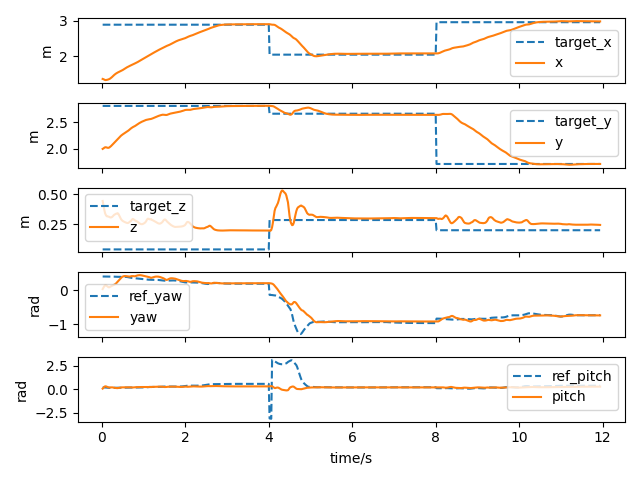 3
2
m
target_x
x
2.5
2.0
m
target_y
y
0.50
0.25
m
target_z
z
0
−1
rad
ref_yaw
yaw
2.5
0.0
−2.5
rad
ref_pitch
pitch
0 2 4 6 8 10 12
time/s